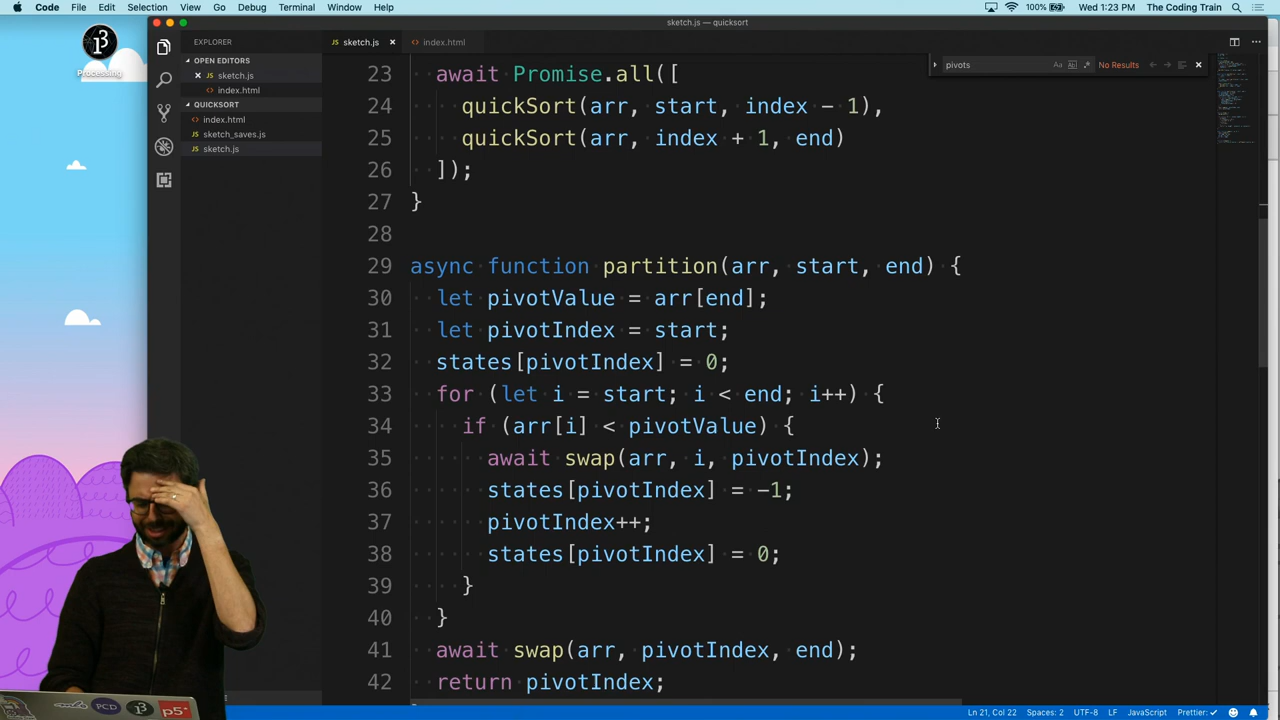 Code File Edit Selection View Go Debug Terminal Window Help
100% Wed 1:23 PM The Coding Train
sketch.js — quicksort
Processing
EXPLORER
OPEN EDITORS
sketch.js
index.html
QUICKSORT
index.html
sketch_saves.js
sketch.js
sketch.js index.html
pivots Aa Abl .* No Results
23 await Promise.all([
24 quickSort(arr, start, index - 1),
25 quickSort(arr, index + 1, end)
26 ]);
27 }
28
29 async function partition(arr, start, end) {
30 let pivotValue = arr[end];
31 let pivotIndex = start;
32 states[pivotIndex] = 0;
33 for (let i = start; i < end; i++) {
34 if (arr[i] < pivotValue) {
35 await swap(arr, i, pivotIndex);
36 states[pivotIndex] = -1;
37 pivotIndex++;
38 states[pivotIndex] = 0;
39 }
40 }
41 await swap(arr, pivotIndex, end);
42 return pivotIndex;
PCD
p5*
Ln 21, Col 22 Spaces: 2 UTF-8 LF JavaScript Prettier: ✓